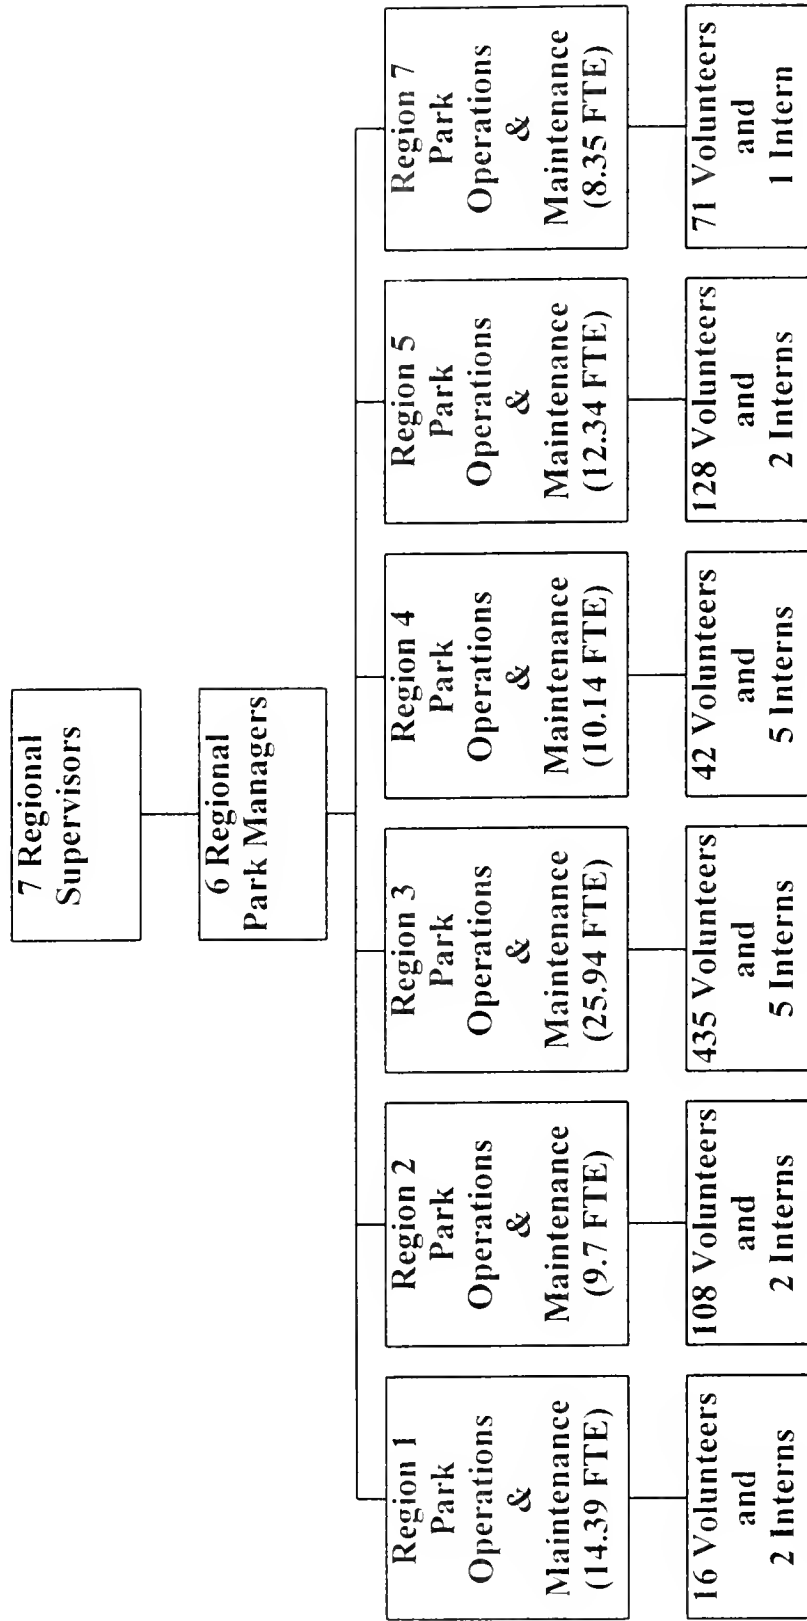 7 Regional
Supervisors
6 Regional
Park Managers
Region 1
Park
Operations
&
Maintenance
(14.39 FTE)
Region 2
Park
Operations
&
Maintenance
(9.7 FTE)
Region 3
Park
Operations
&
Maintenance
(25.94 FTE)
Region 4
Park
Operations
&
Maintenance
(10.14 FTE)
Region 5
Park
Operations
&
Maintenance
(12.34 FTE)
Region 7
Park
Operations
&
Maintenance
(8.35 FTE)
16 Volunteers
and
2 Interns
108 Volunteers
and
2 Interns
435 Volunteers
and
5 Interns
42 Volunteers
and
5 Interns
128 Volunteers
and
2 Interns
71 Volunteers
and
1 Intern